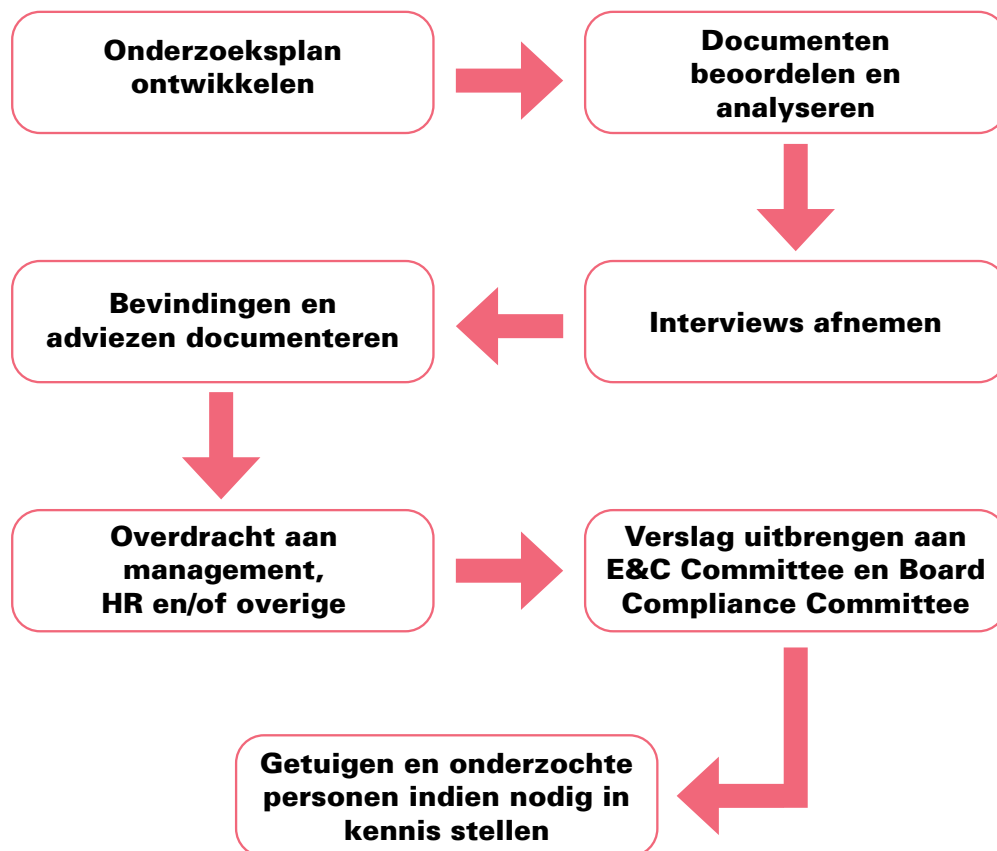 Onderzoeksplan
ontwikkelen
Documenten
beoordelen en
analyseren
Interviews afnemen
Bevindingen en
adviezen documenteren
Overdracht aan
management,
HR en/of overige
Verslag uitbrengen aan
E&C Committee en Board
Compliance Committee
Getuigen en onderzochte
personen indien nodig in
kennis stellen